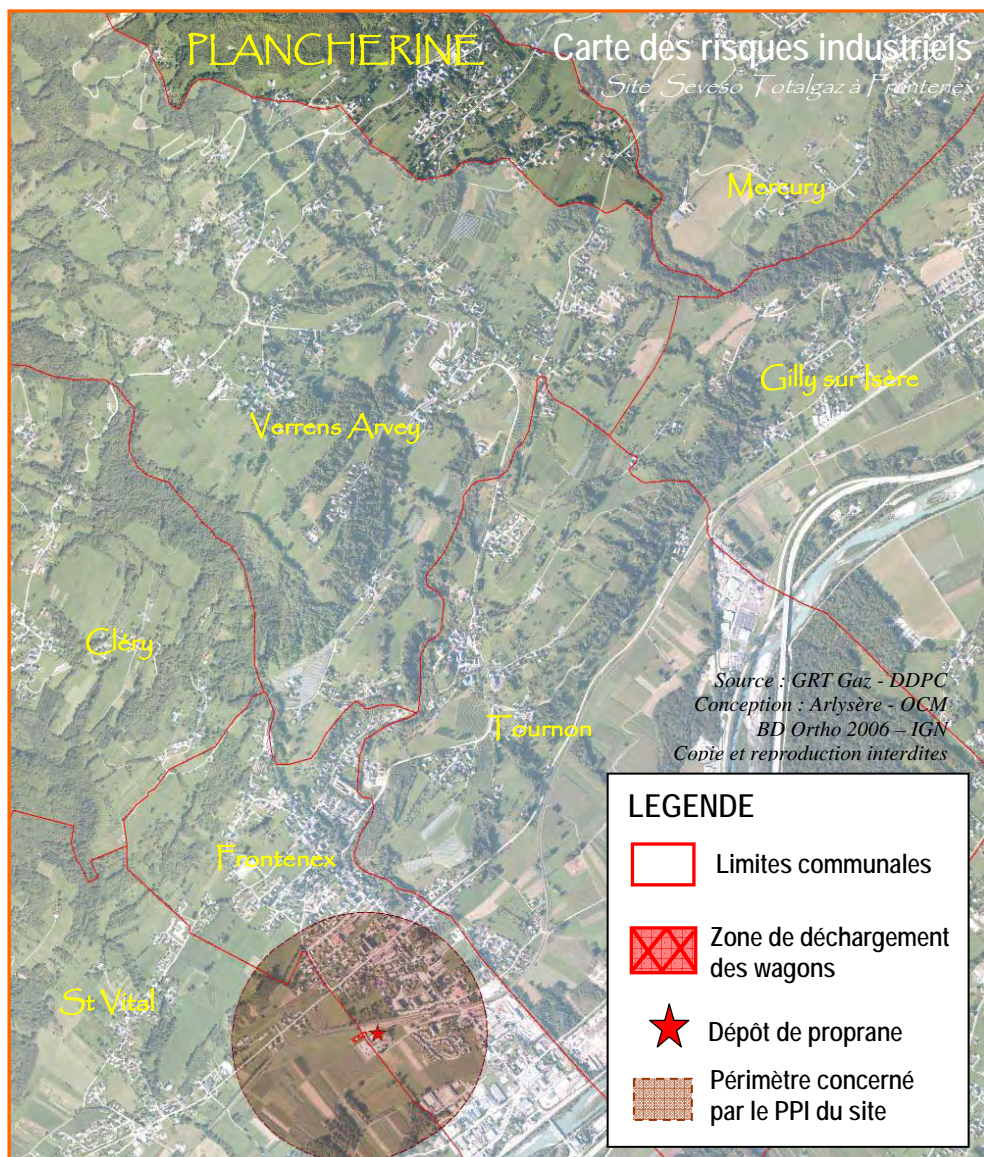 PLANCHERINE
Carte des risques industriels
Site Seveso Totalgaz à Frontenex
Mercury
Gilly sur Isère
Verrens Arvey
Cléry
Source : GRT Gaz - DDPC
Conception : Arlysère - OCM
BD Ortho 2006 – IGN
Copie et reproduction interdites
Tournon
Frontenex
St Vital
LEGENDE
Limites communales
Zone de déchargement
des wagons
Dépôt de proprane
Périmètre concerné
par le PPI du site